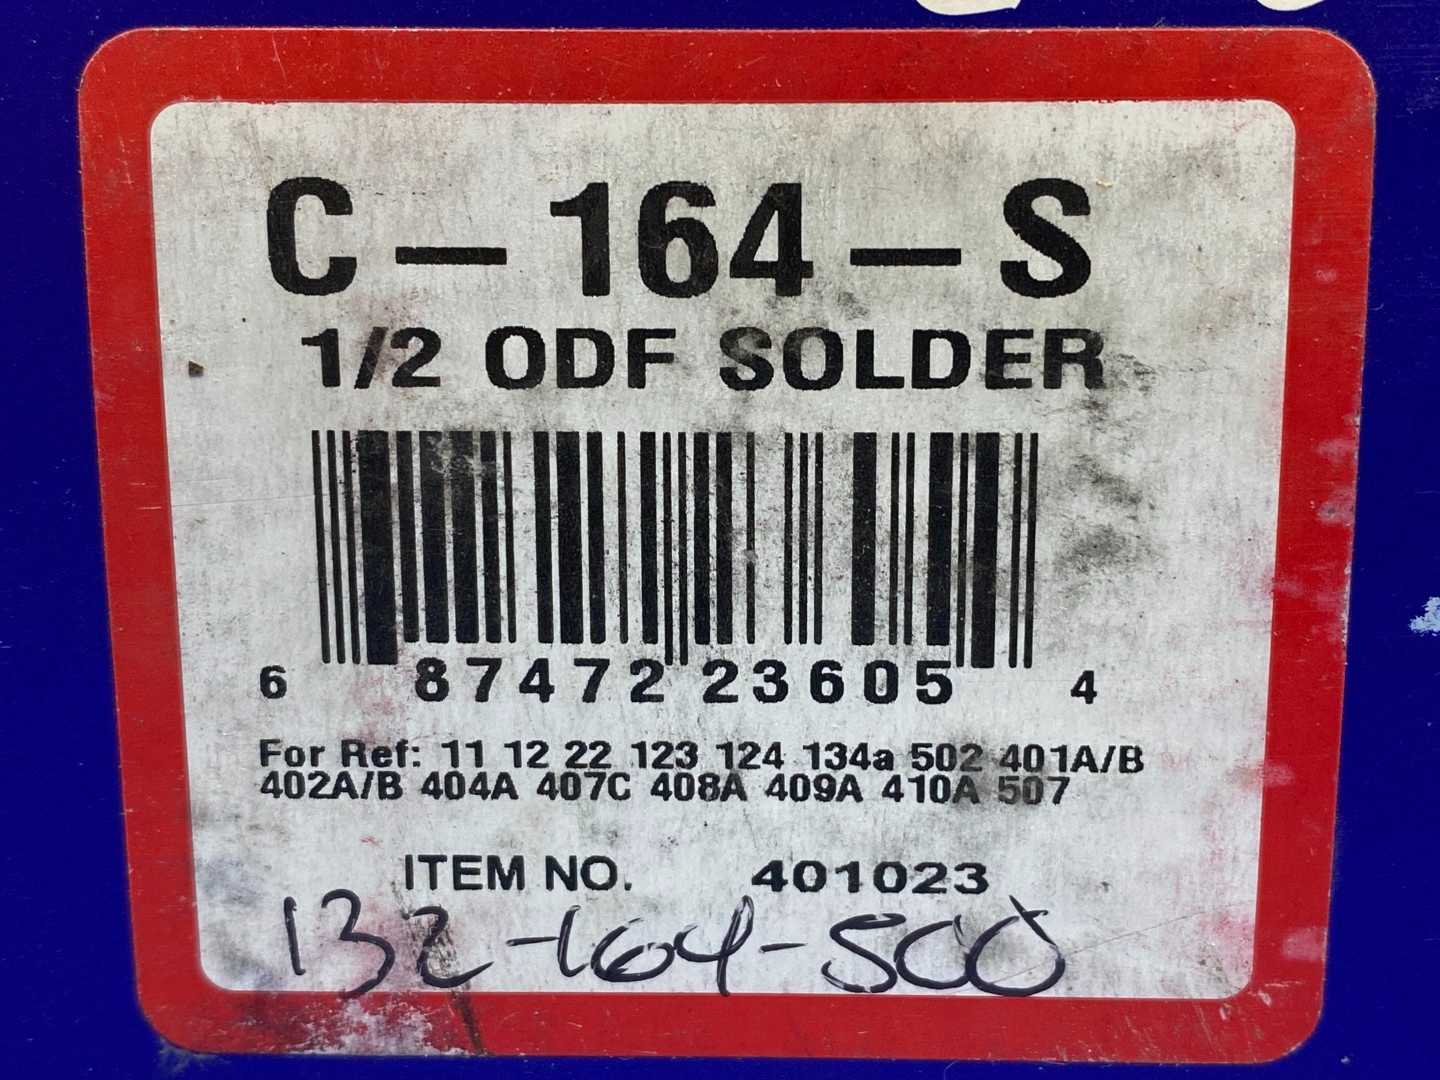 C-164-S
1/2 ODF SOLDER
6 87472 23605 4
For Ref: 11 12 22 123 124 134a 502 401A/B
402A/B 404A 407C 408A 409A 410A 507
ITEM NO. 401023
132-164-500